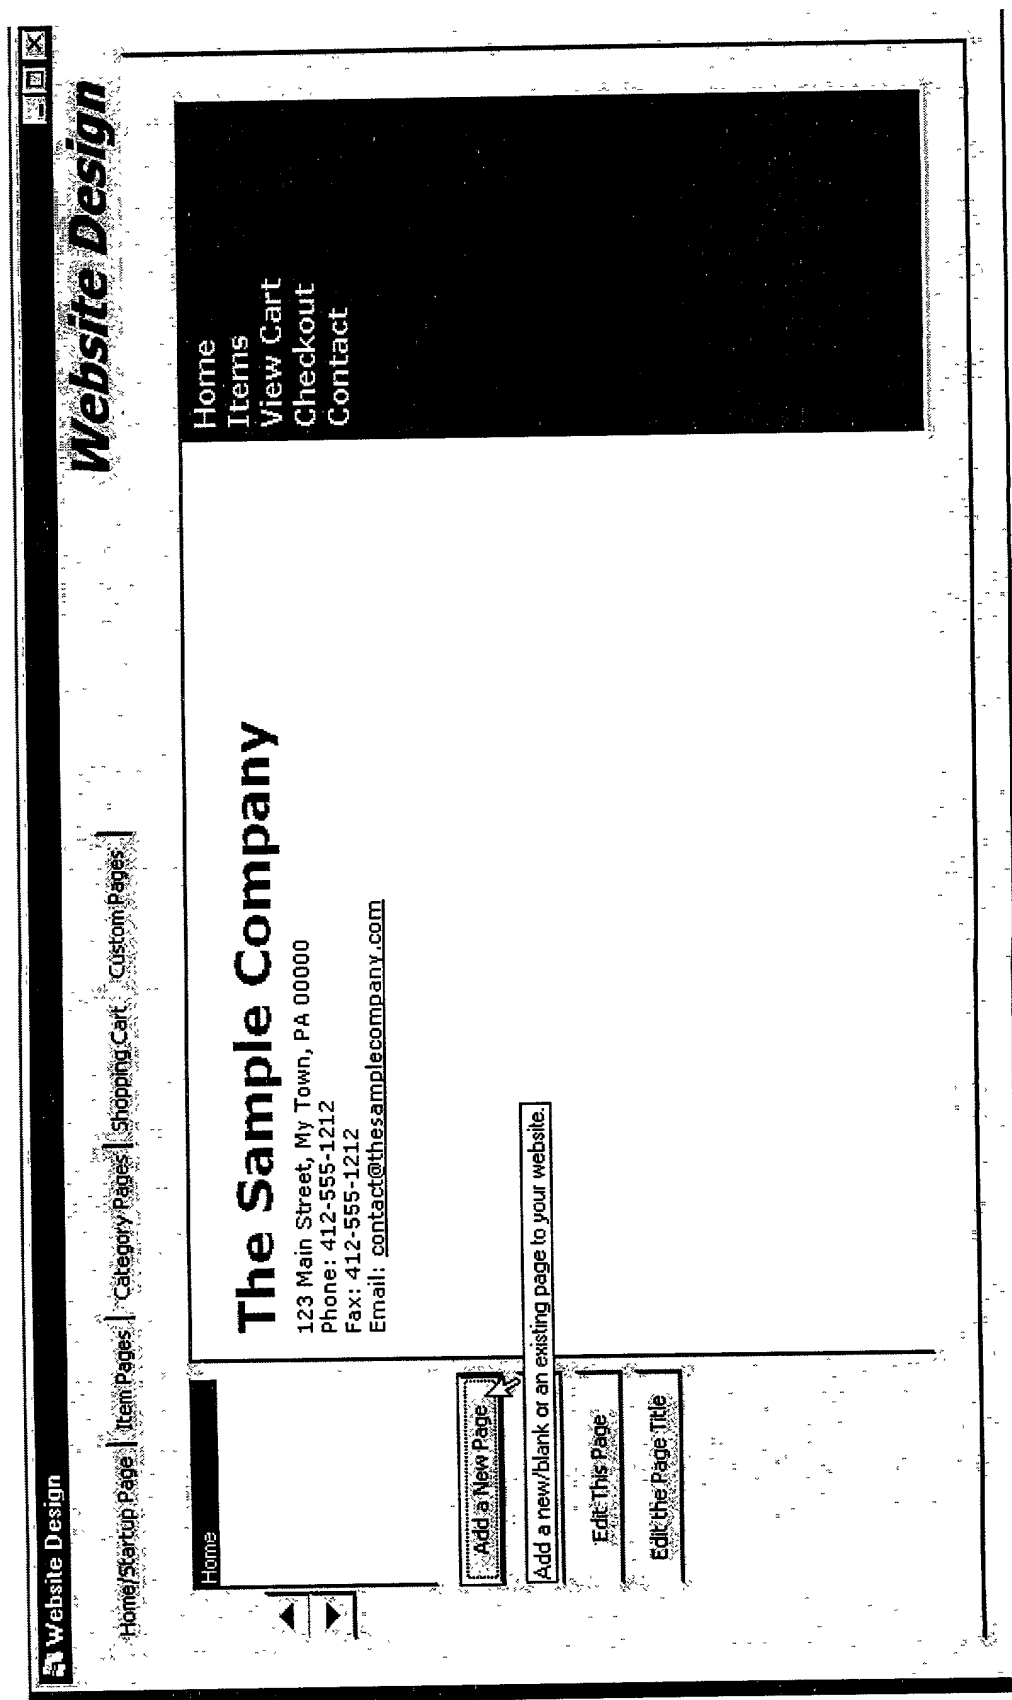 Website Design
Website Design
Home/Startup Page
Item Pages
Category Pages
Shopping Cart
Custom Pages
Home
Add a New Page
Add a new/blank or an existing page to your website.
Edit This Page
Edit the Page Title
The Sample Company
123 Main Street, My Town, PA 00000
Phone: 412-555-1212
Fax: 412-555-1212
Email: contact@thesamplecompany.com
Home
Items
View Cart
Checkout
Contact